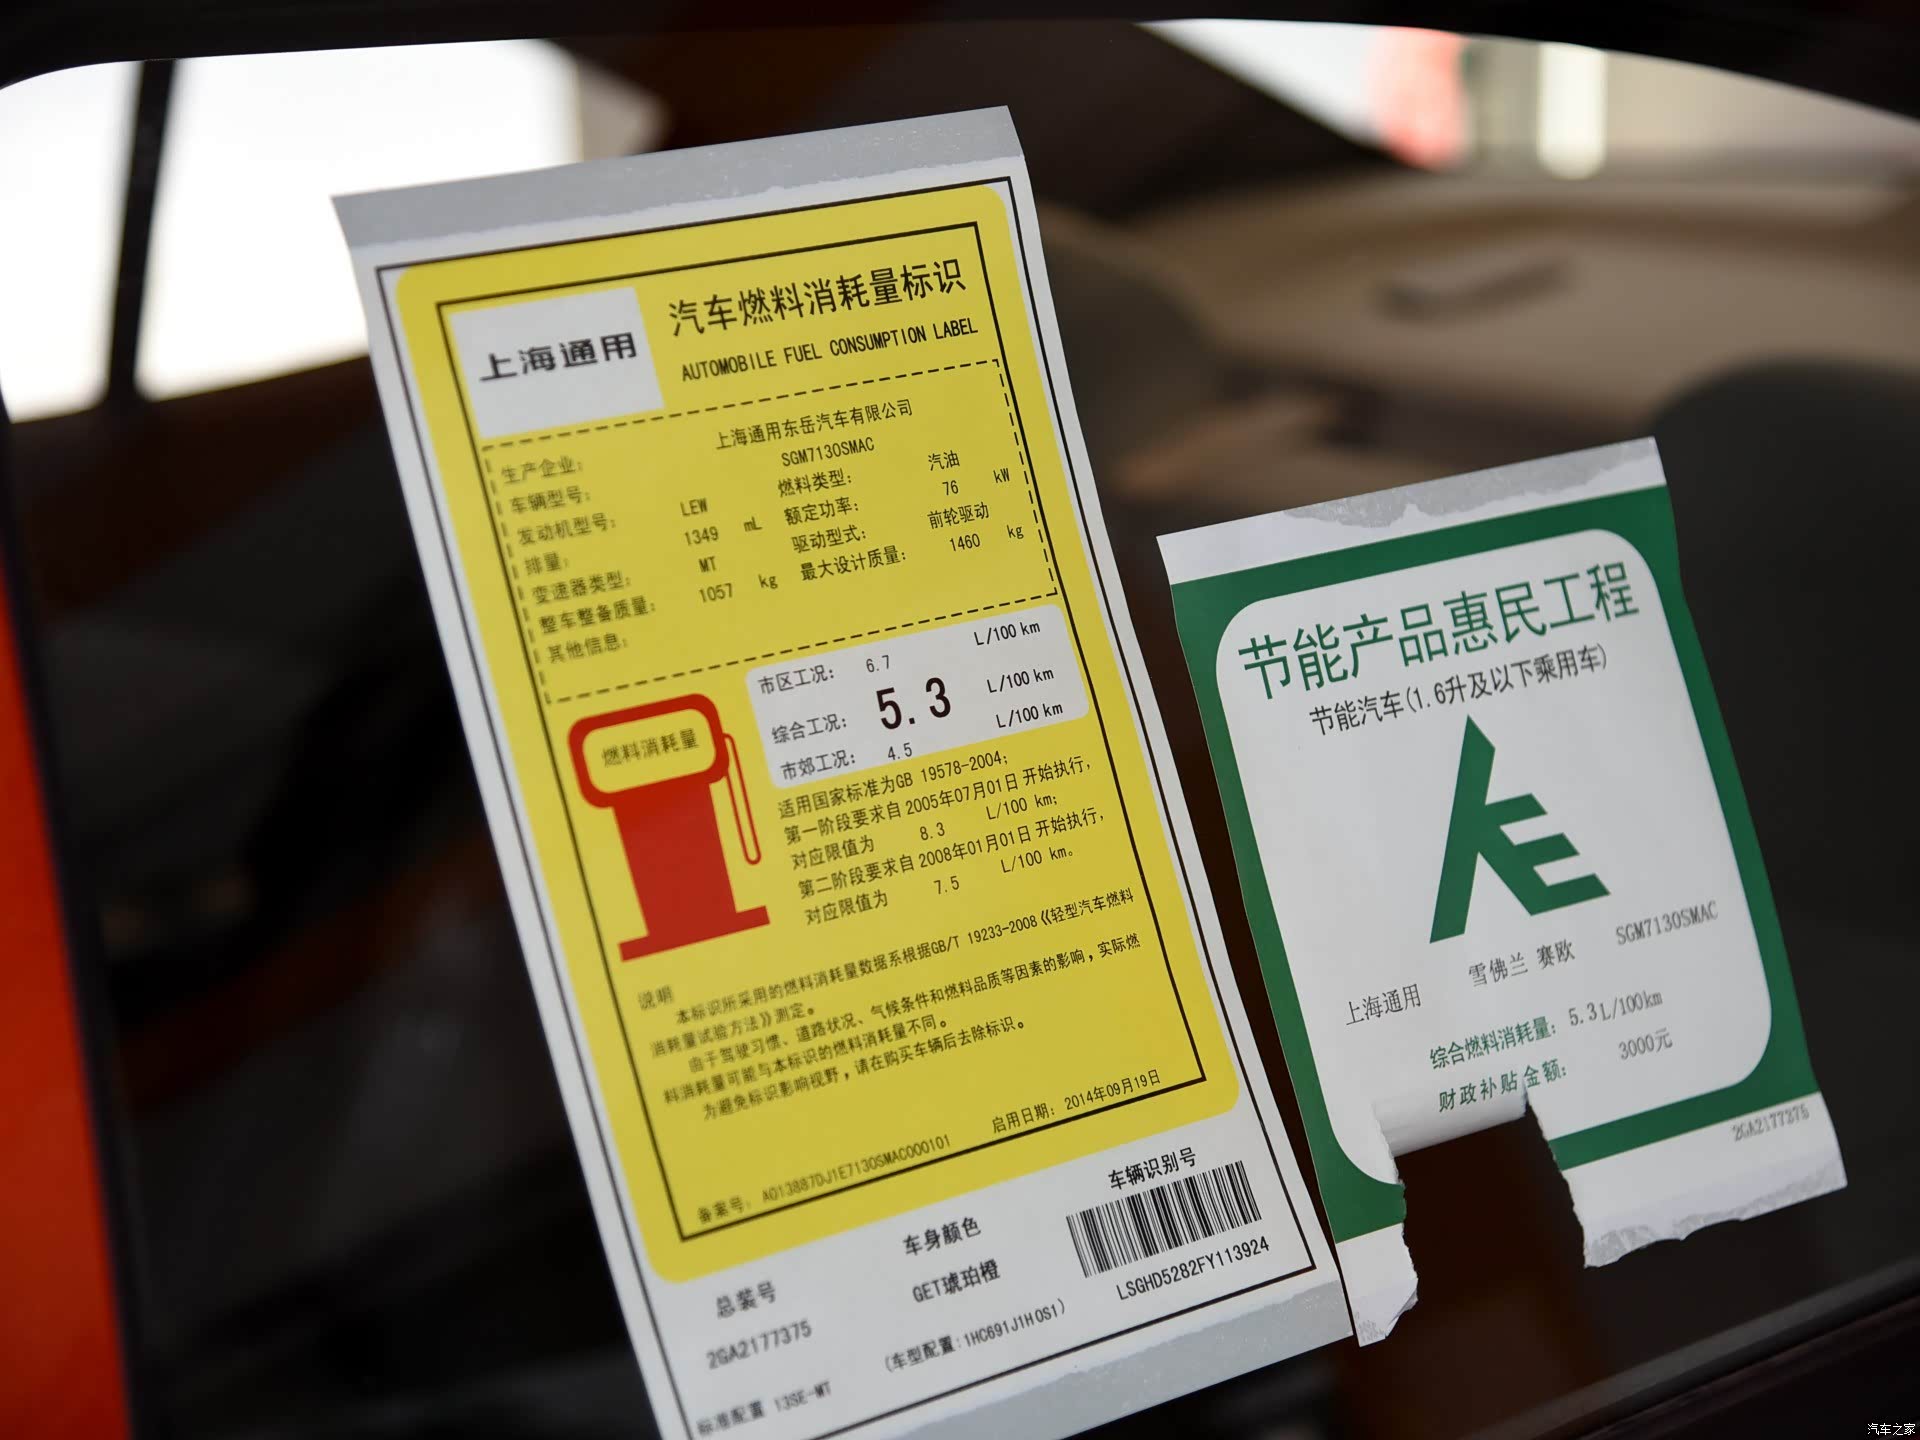 上海通用
汽车燃料消耗量标识
AUTOMOBILE FUEL CONSUMPTION LABEL
生产企业: 上海通用东岳汽车有限公司
车辆型号: SGM7130SMAC
发动机型号: LEW 燃料类型: 汽油
排量: 1349 mL 额定功率: 76 kW
变速器类型: MT 驱动型式: 前轮驱动
整车整备质量: 1057 kg 最大设计质量: 1460 kg
其他信息:
燃料消耗量
市区工况: 6.7 L/100 km
综合工况: 5.3 L/100 km
市郊工况: 4.5 L/100 km
适用国家标准为GB 19578-2004;
第一阶段要求自 2005年07月01日 开始执行,
对应限值为 8.3 L/100 km;
第二阶段要求自 2008年01月01日 开始执行,
对应限值为 7.5 L/100 km。
说明
本标识所采用的燃料消耗量数据系根据GB/T 19233-2008《轻型汽车燃料
消耗量试验方法》测定。
由于驾驶习惯、道路状况、气候条件和燃料品质等因素的影响,实际燃
料消耗量可能与本标识的燃料消耗量不同。
为避免标识影响视野,请在购买车辆后去除标识。
备案号: A013887DJ1E7130SMAC000101 启用日期: 2014年09月19日
总装号 车身颜色 车辆识别号
2GA2177375 GET琥珀橙 LSGHD5282FY113924
标准配置 13SE-MT (车型配置:1HC691J1H0S1)
节能产品惠民工程
节能汽车(1.6升及以下乘用车)
上海通用 雪佛兰 赛欧 SGM7130SMAC
综合燃料消耗量: 5.3L/100km
财政补贴金额: 3000元
2GA2177375
汽车之家